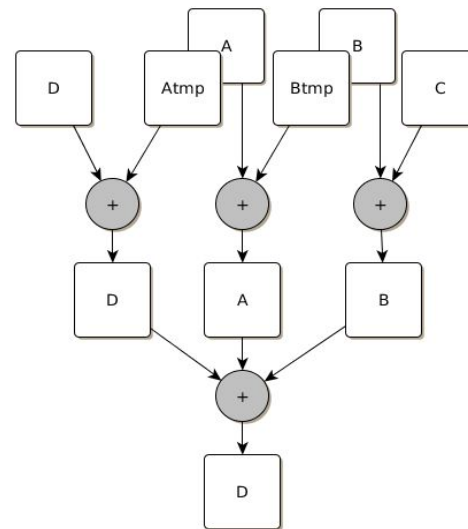 A B
D Atmp Btmp C
+ + +
D A B
+
D